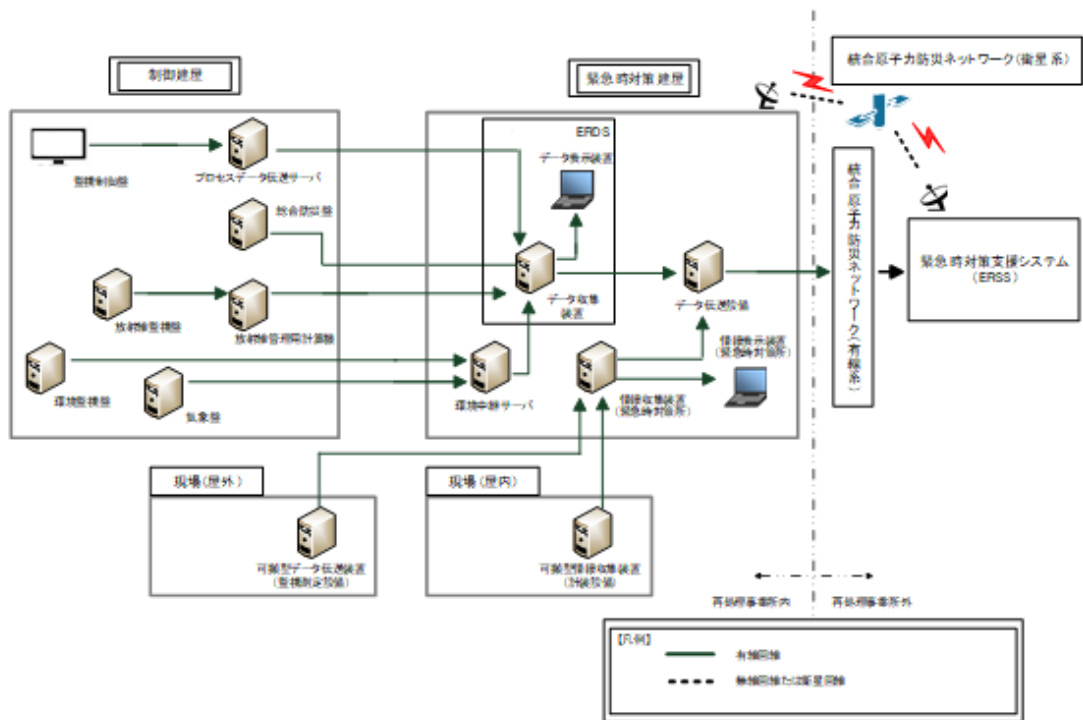 制御建屋
緊急時対策建屋
統合原子力防災ネットワーク(衛星系)
ERDS
データ表示装置
監視制御盤
プロセスデータ伝送サーバ
総合防災盤
統合原子力防災ネットワーク(有線系)
緊急時対策支援システム
(ERSS)
データ収集
装置
データ伝送設備
放射線監視盤
放射線管理用計算機
情報表示装置
(緊急時対策所)
環境監視盤
気象盤
環境中継サーバ
情報収集装置
(緊急時対策所)
現場(屋外)
現場(屋内)
可搬型データ伝送装置
(監視測定設備)
可搬型情報収集装置
(計装設備)
再処理事業所内
再処理事業所外
【凡例】
有線回線
無線回線または衛星回線